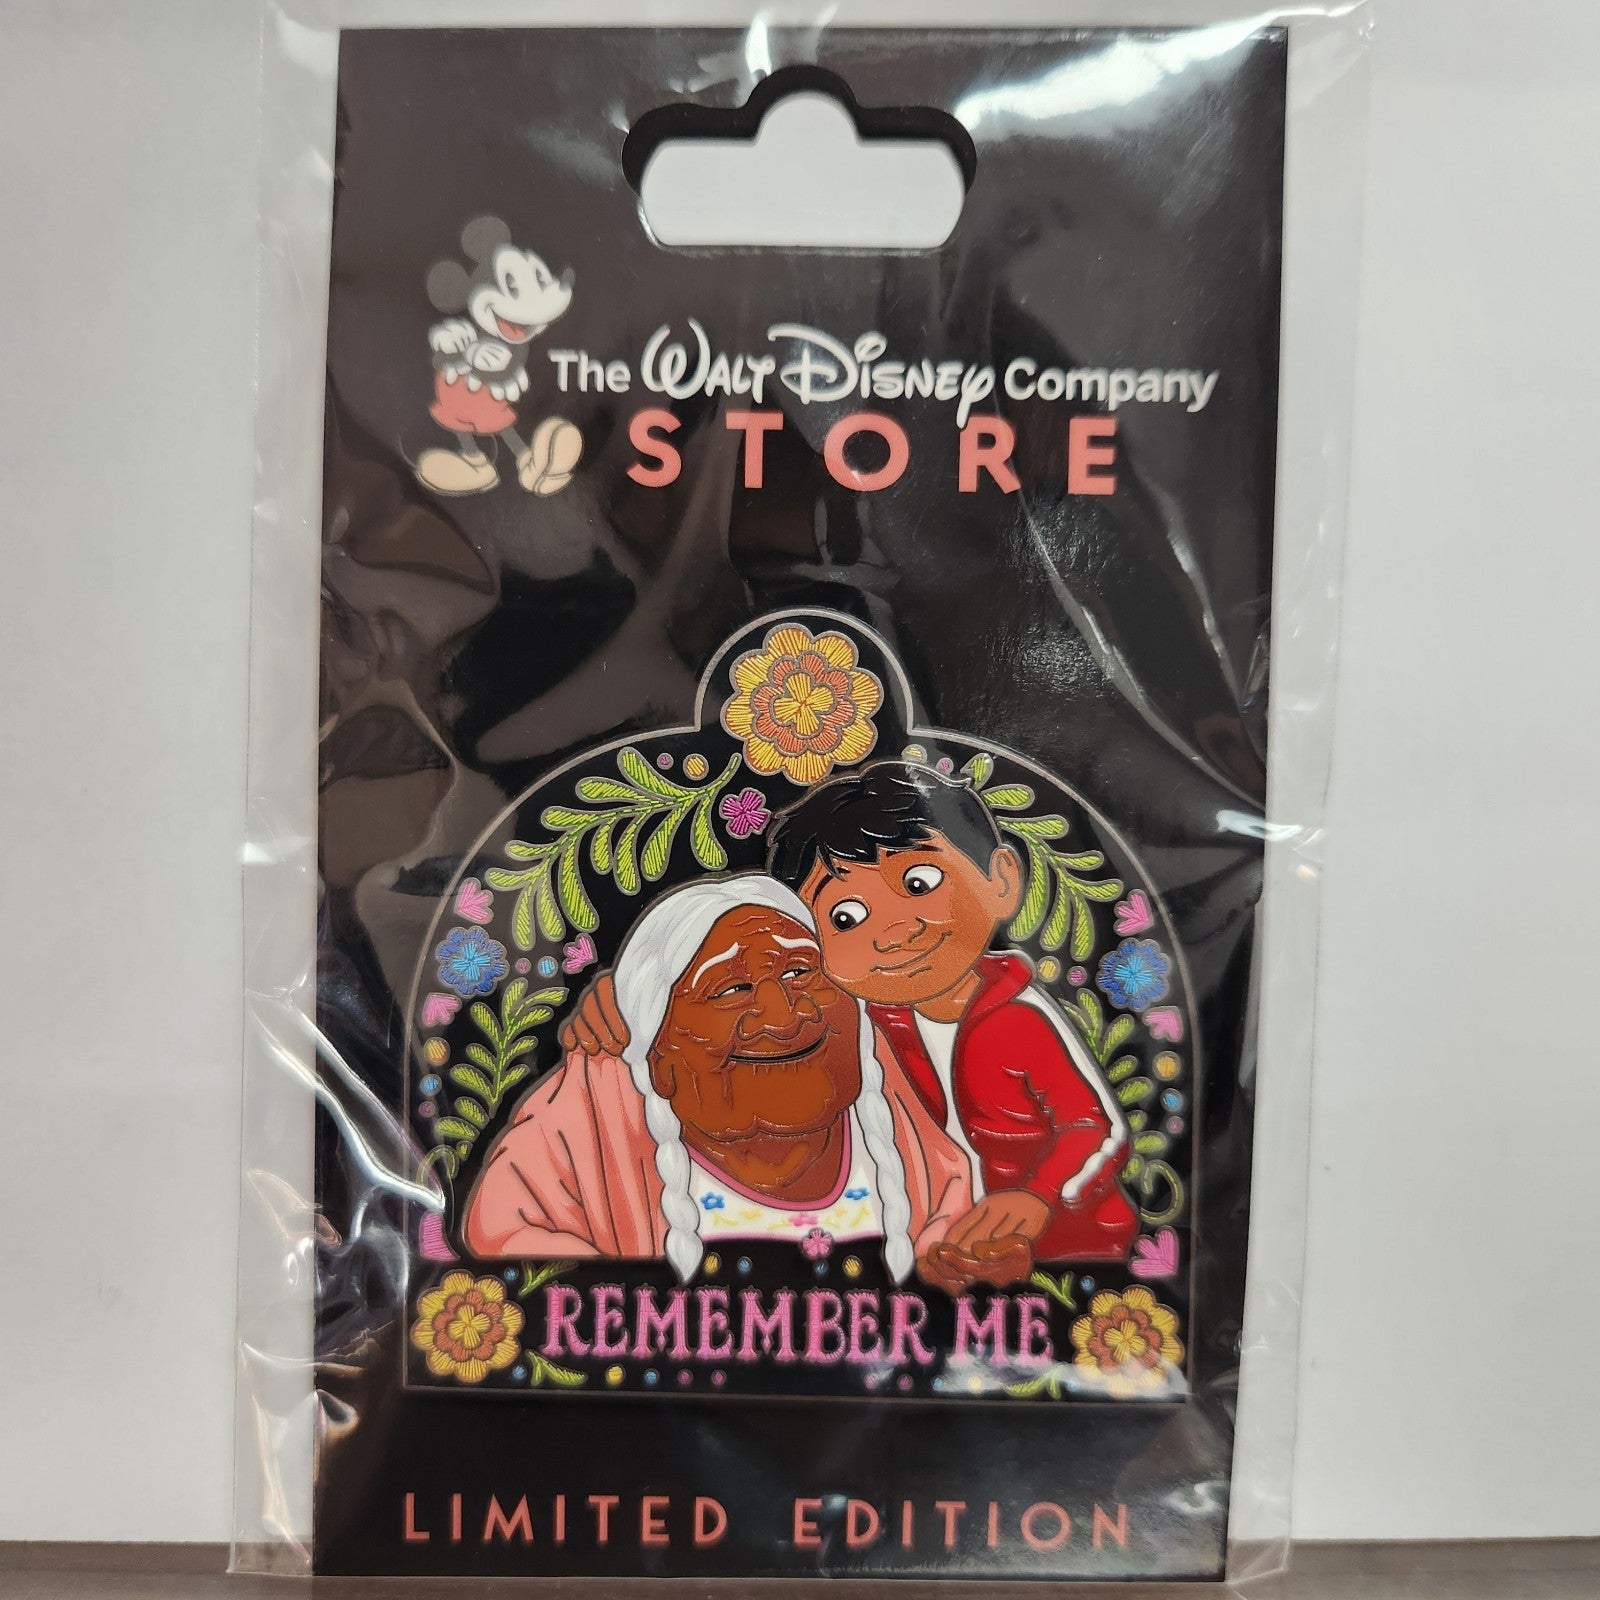 The WALT DISNEY Company
STORE
REMEMBER ME
LIMITED EDITION